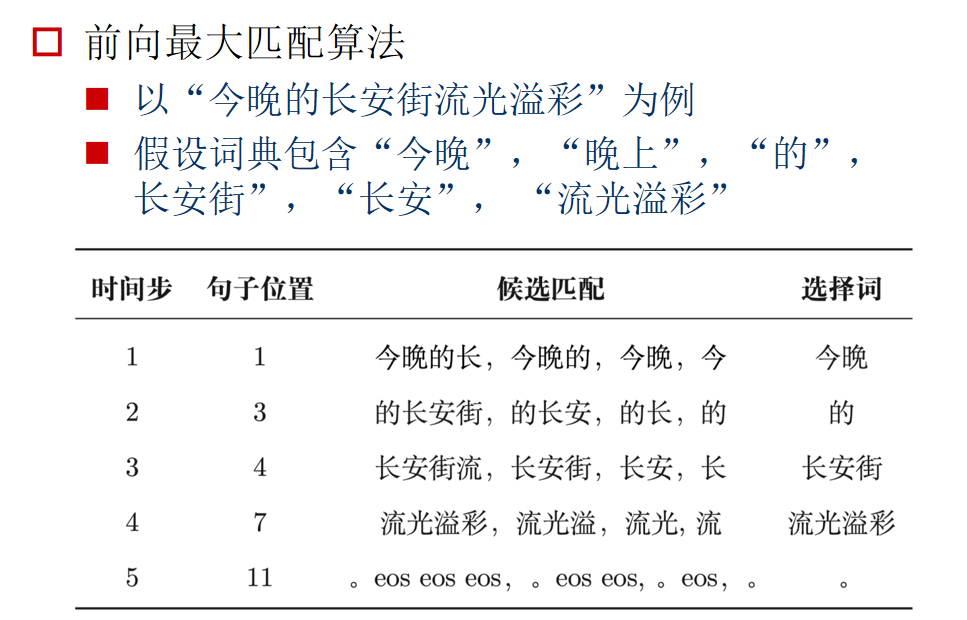 前向最大匹配算法
以“今晚的长安街流光溢彩”为例
假设词典包含“今晚”，“晚上”，“的”，
长安街”，“长安”，“流光溢彩”
时间步 句子位置 候选匹配 选择词
1 1 今晚的长，今晚的，今晚，今 今晚
2 3 的长安街，的长安，的长，的 的
3 4 长安街流，长安街，长安，长 长安街
4 7 流光溢彩，流光溢，流光, 流 流光溢彩
5 11 。eos eos eos，。eos eos, 。eos，。 。